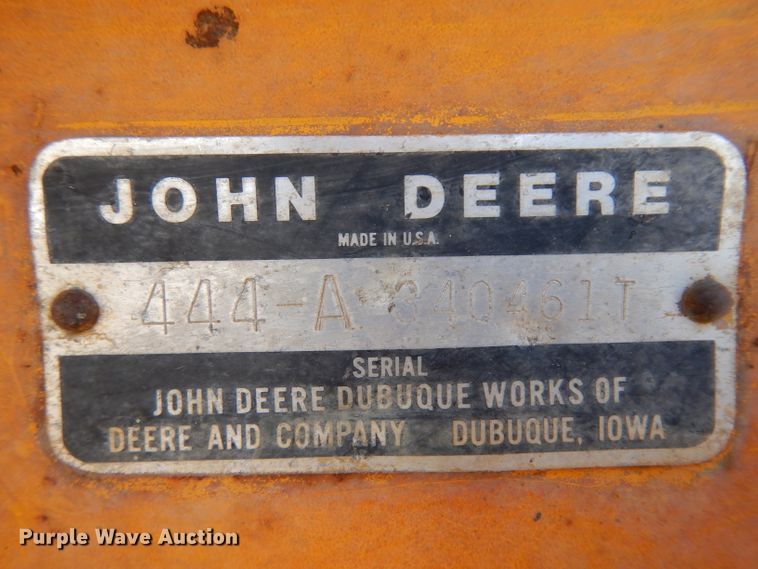 JOHN DEERE
MADE IN U.S.A.
444-A 340461T
SERIAL
JOHN DEERE DUBUQUE WORKS OF
DEERE AND COMPANY DUBUQUE, IOWA
Purple Wave Auction